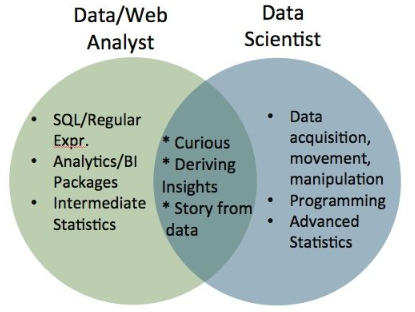 Data/Web
Analyst
Data
Scientist
• SQL/Regular
Expr.
• Analytics/BI
Packages
• Intermediate
Statistics
* Curious
* Deriving
Insights
* Story from
data
• Data
acquisition,
movement,
manipulation
• Programming
• Advanced
Statistics